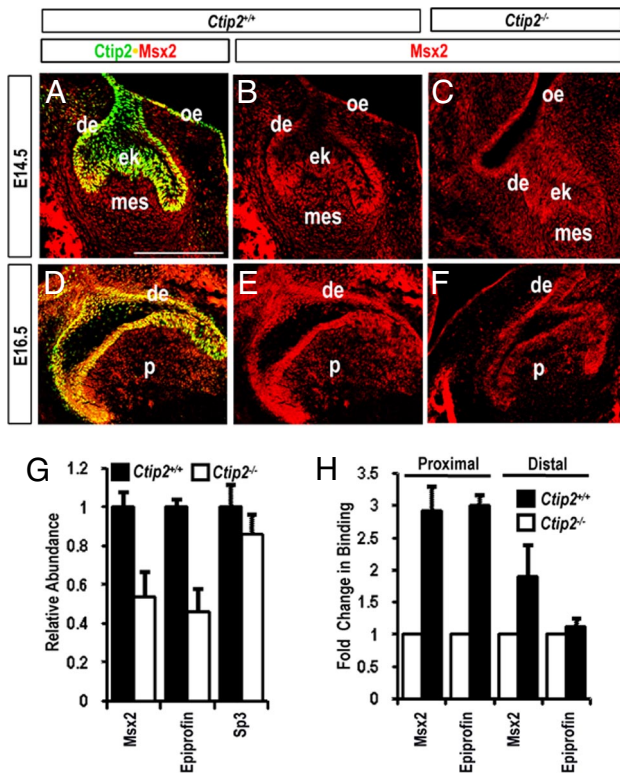 Ctip2+/+ Ctip2-/-
Ctip2•Msx2 Msx2
E14.5
A de oe ek mes
B de oe ek mes
C oe de ek mes
E16.5
D de p
E de p
F de p
G
Ctip2+/+ Ctip2-/-
Relative Abundance
1.2
1
0.8
0.6
0.4
0.2
0
Msx2 Epiprofin Sp3
H
Proximal Distal
Ctip2+/+
Ctip2-/-
Fold Change in Binding
3.5
3
2.5
2
1.5
1
0.5
0
Msx2 Epiprofin Msx2 Epiprofin